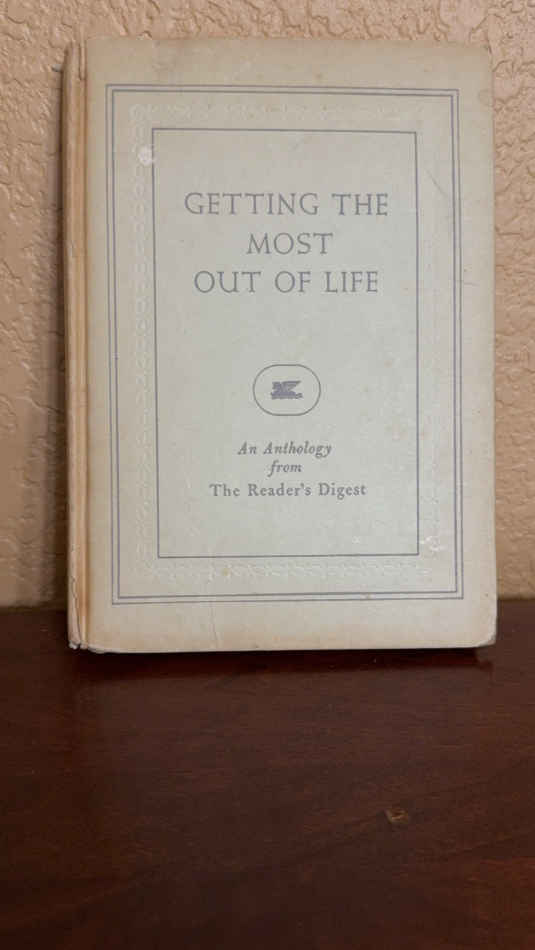 GETTING THE
MOST
OUT OF LIFE
An Anthology
from
The Reader's Digest